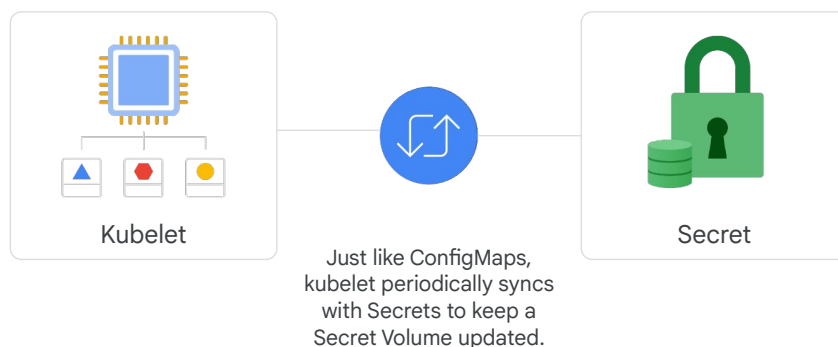 Kubelet
Secret
Just like ConfigMaps,
kubelet periodically syncs
with Secrets to keep a
Secret Volume updated.